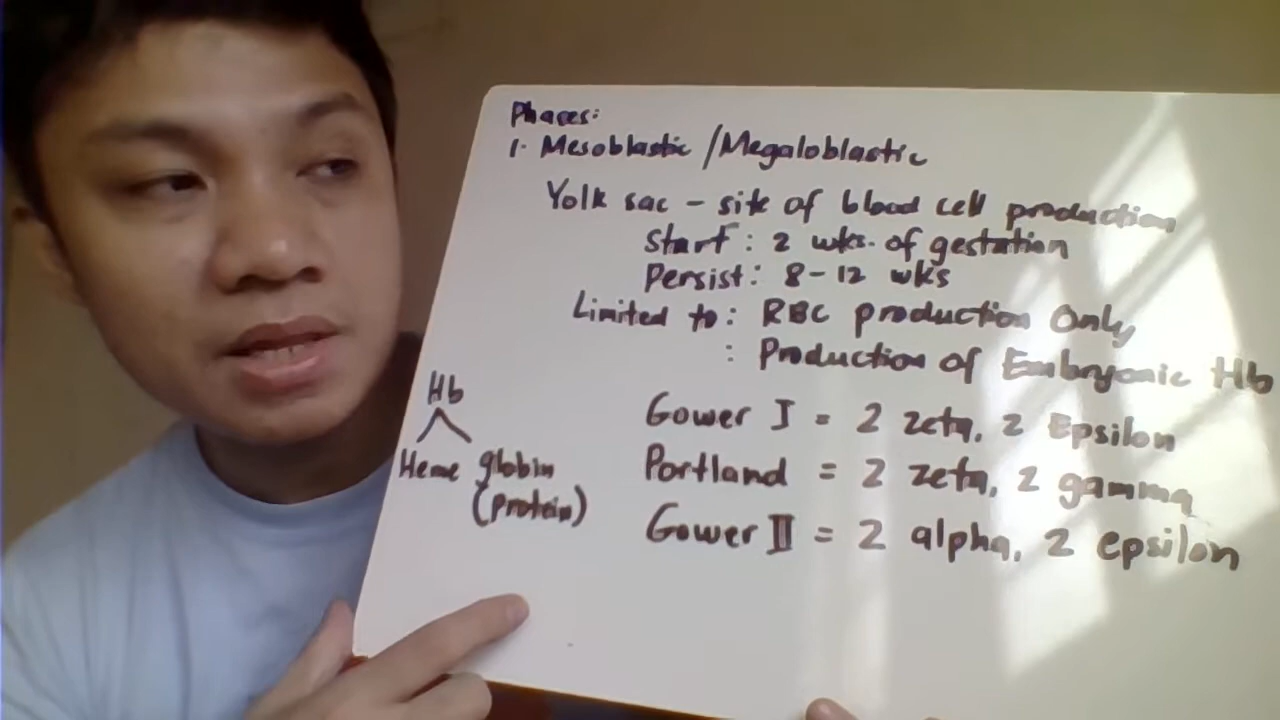 Phases:
1. Mesoblastic / Megaloblastic
Yolk sac - site of blood cell production
Start : 2 wks. of gestation
Persist : 8-12 wks
Limited to : RBC production Only
: Production of Embryonic Hb
Gower I = 2 zeta, 2 Epsilon
Portland = 2 zeta, 2 gamma
Gower II = 2 alpha, 2 epsilon
Hb
Heme globin
(protein)